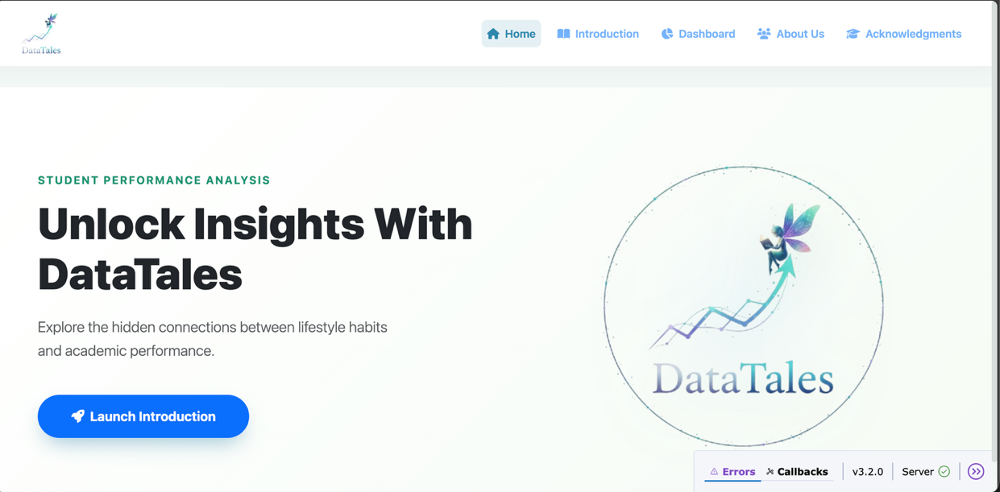 DataTales
Home
Introduction
Dashboard
About Us
Acknowledgments
STUDENT PERFORMANCE ANALYSIS
Unlock Insights With
DataTales
Explore the hidden connections between lifestyle habits
and academic performance.
Launch Introduction
DataTales
Errors
Callbacks
v3.2.0
Server